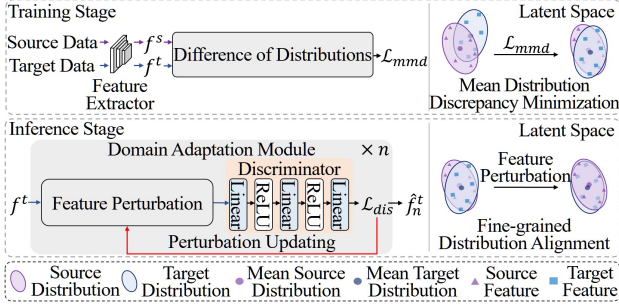 Training Stage
Latent Space
Source Data
f^s
Target Data
f^t
Feature
Extractor
Difference of Distributions
ℒ_mmd
ℒ_mmd
Mean Distribution
Discrepancy Minimization
Inference Stage
Latent Space
Domain Adaptation Module
× n
Discriminator
f^t
Feature Perturbation
Linear
ReLU
Linear
ReLU
Linear
ℒ_dis
f̂_n^t
Perturbation Updating
Feature
Perturbation
Fine-grained
Distribution Alignment
Source
Distribution
Target
Distribution
Mean Source
Distribution
Mean Target
Distribution
Source
Feature
Target
Feature